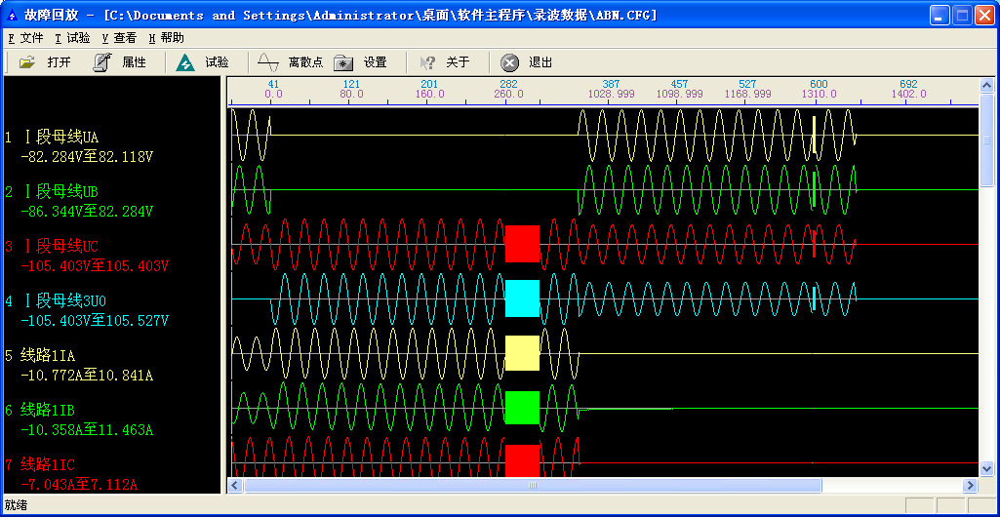 故障回放 - [C:\Documents and Settings\Administrator\桌面\软件主程序\录波数据\ABN.CFG]
F 文件 T 试验 V 查看 H 帮助
打开 属性 试验 离散点 设置 关于 退出
41 121 201 282 387 457 527 600 692
0.0 80.0 160.0 260.0 1028.999 1098.999 1168.999 1310.0 1402.0
1 Ⅰ段母线UA
-82.284V至82.118V
2 Ⅰ段母线UB
-86.344V至82.284V
3 Ⅰ段母线UC
-105.403V至105.403V
4 Ⅰ段母线3U0
-105.403V至105.527V
5 线路1IA
-10.772A至10.841A
6 线路1IB
-10.358A至11.463A
7 线路1IC
-7.043A至7.112A
就绪